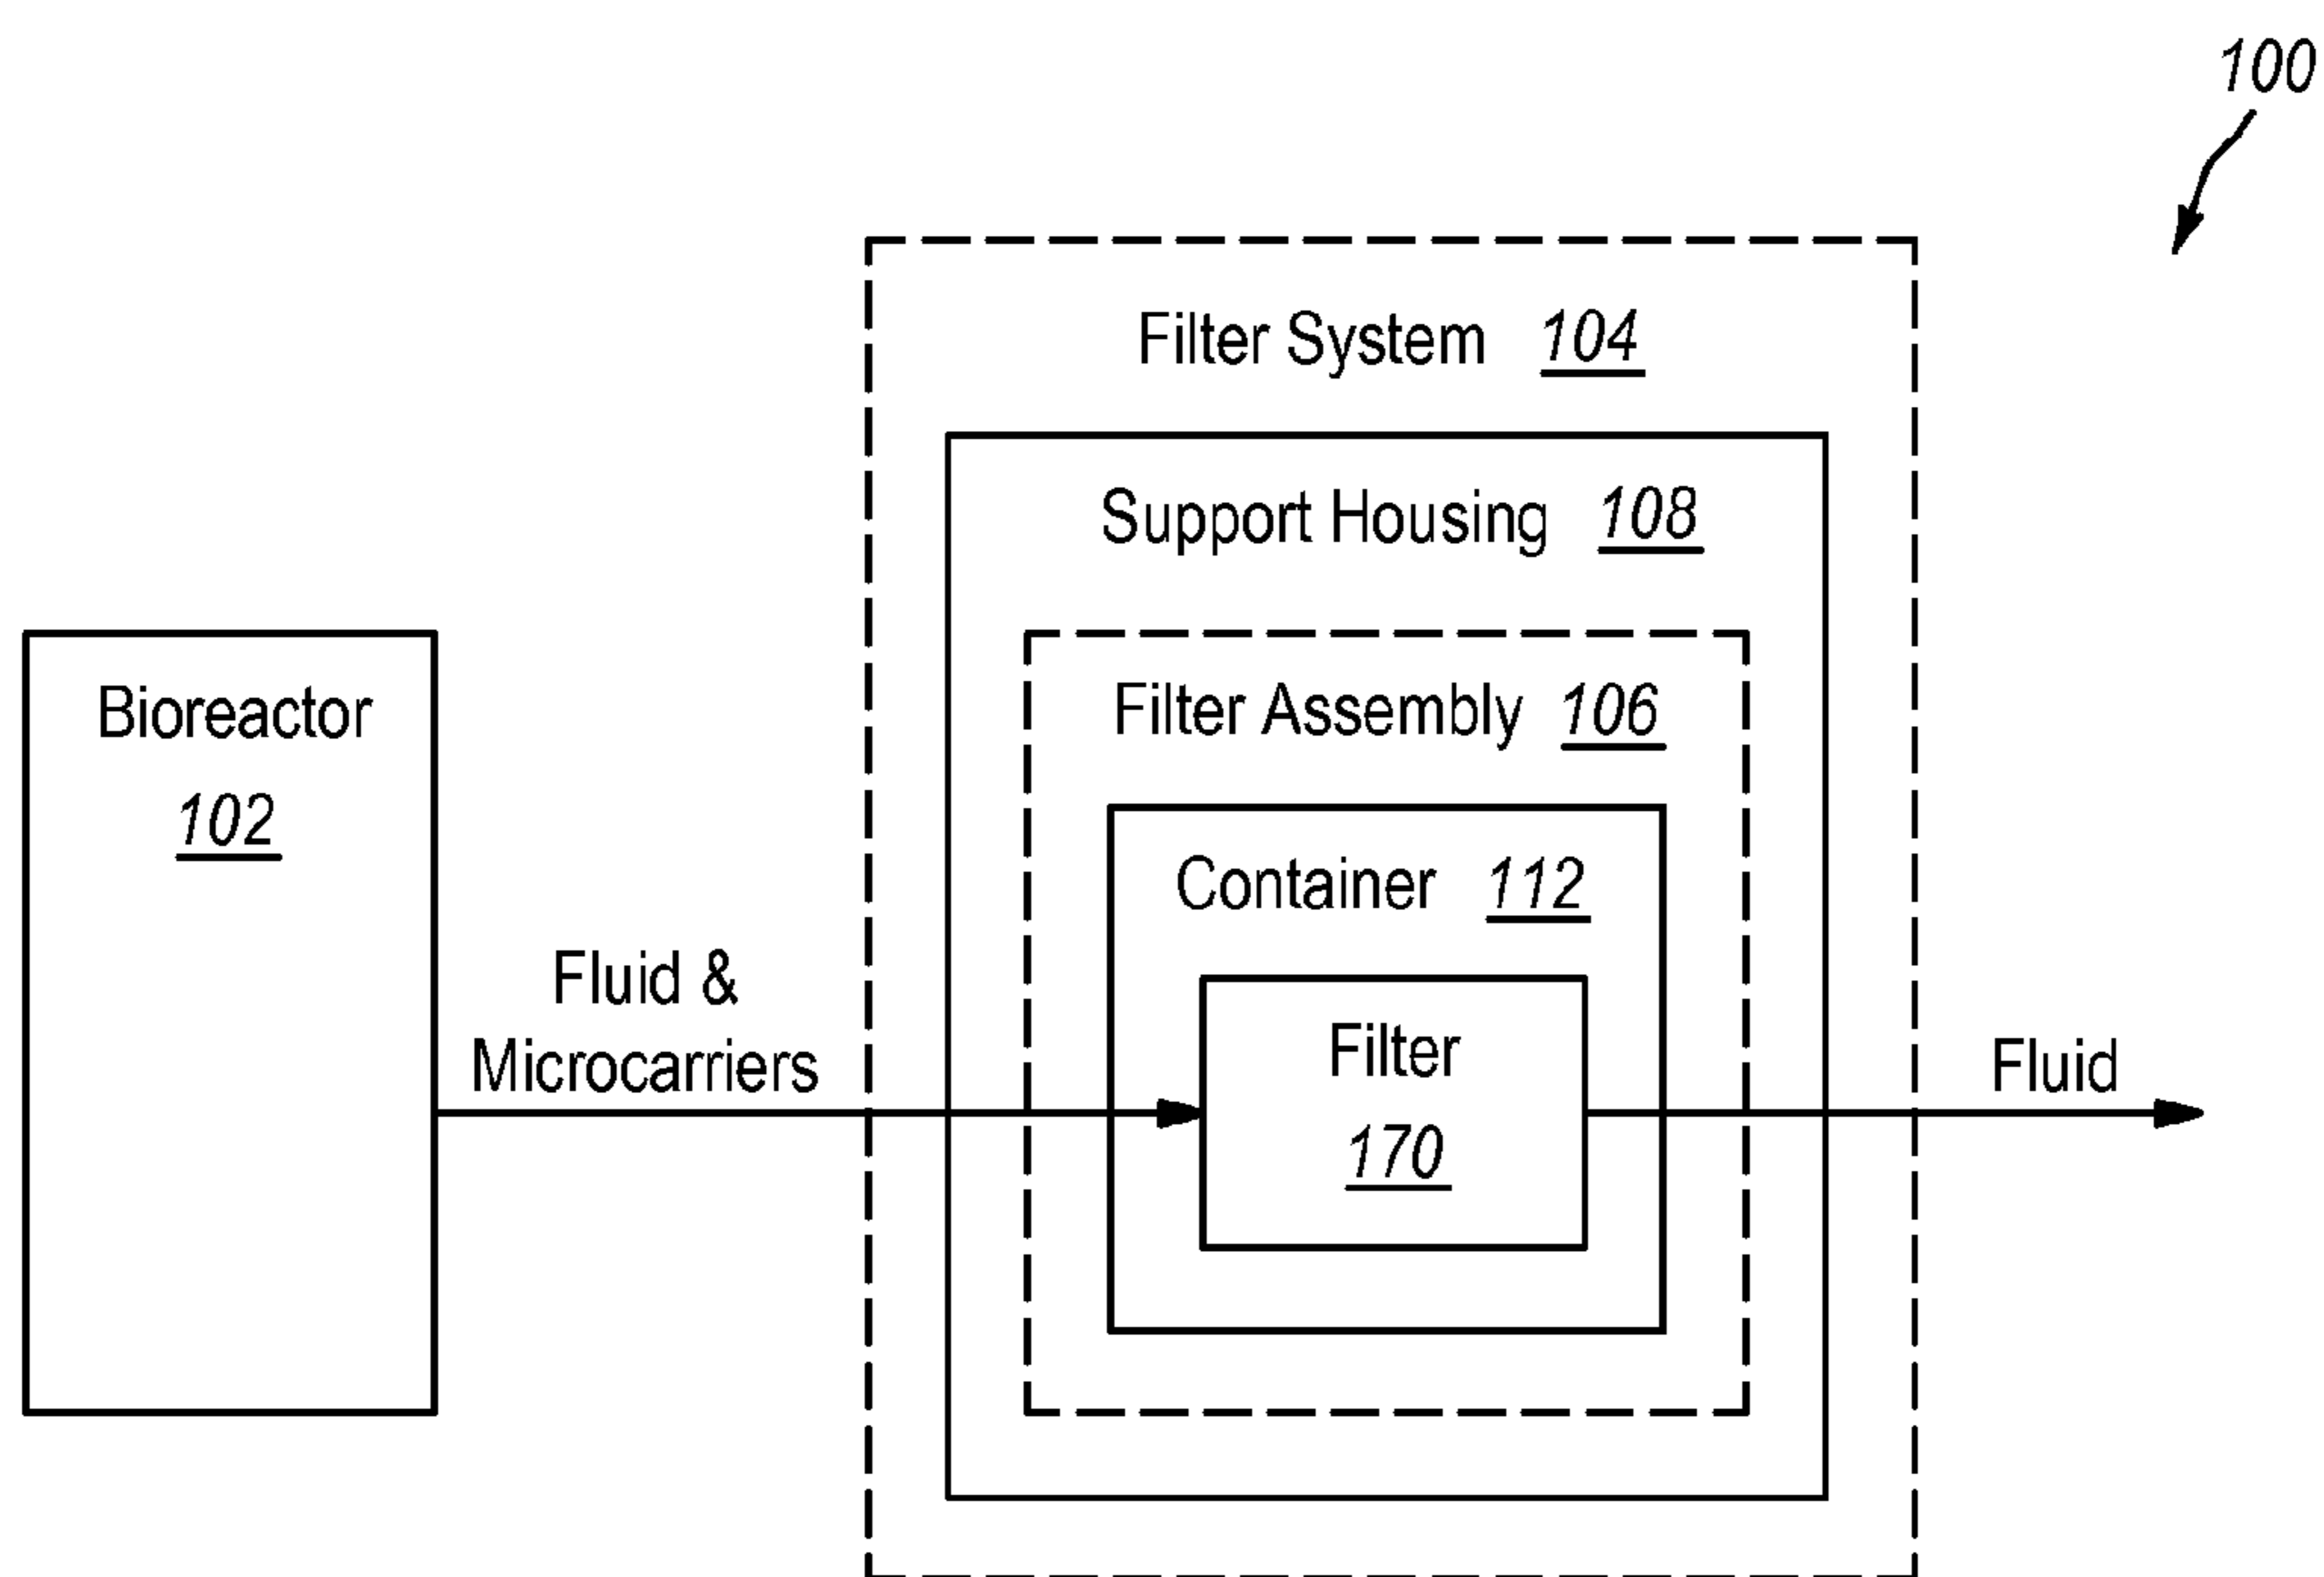 100
Filter System 104
Support Housing 108
Filter Assembly 106
Bioreactor
102
Container 112
Fluid &
Microcarriers
Filter
170
Fluid